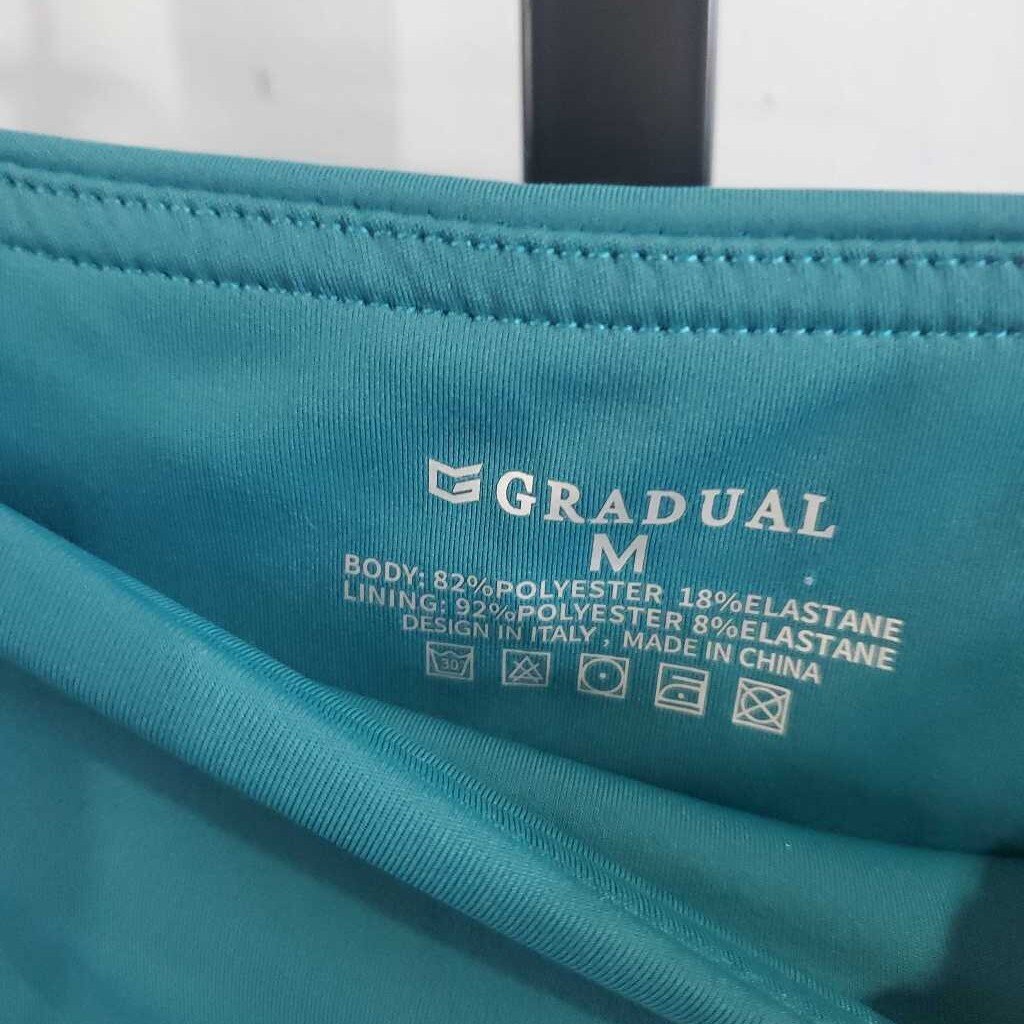 GRADUAL
M
BODY: 82%POLYESTER 18%ELASTANE
LINING: 92%POLYESTER 8%ELASTANE
DESIGN IN ITALY , MADE IN CHINA
30